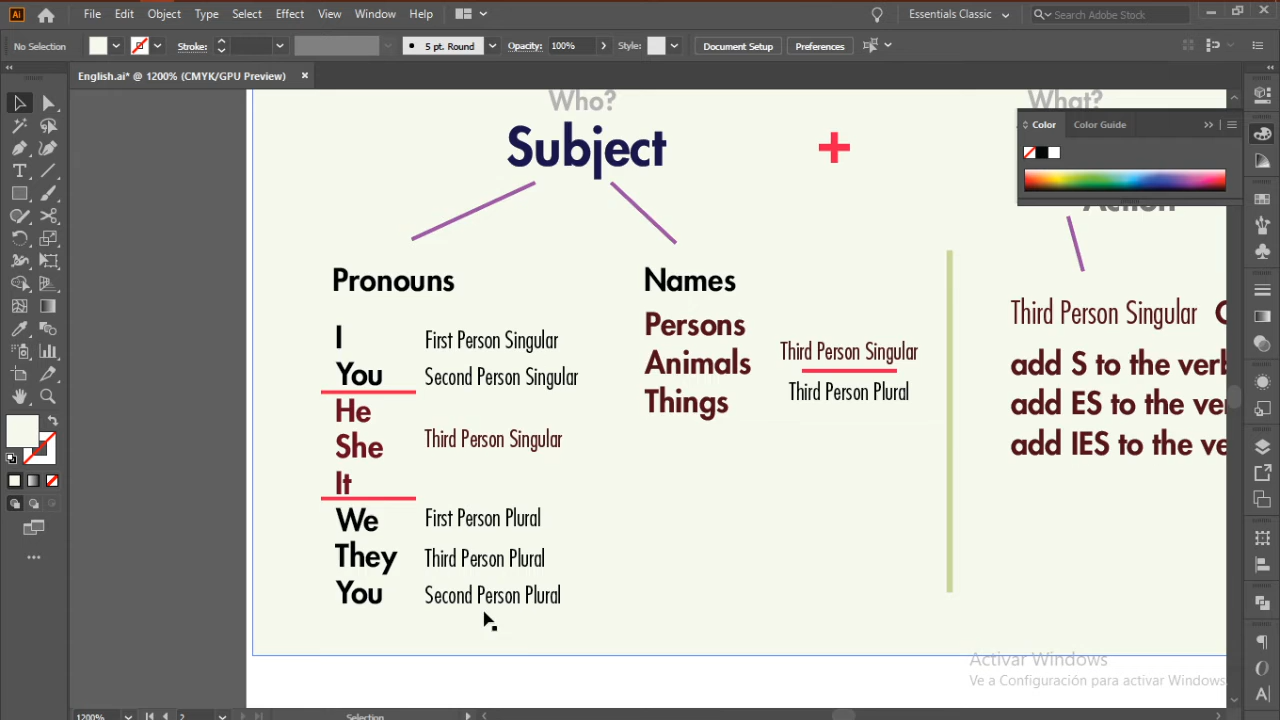 Ai File Edit Object Type Select Effect View Window Help Essentials Classic Search Adobe Stock
No Selection Stroke: 5 pt. Round Opacity: 100% Style: Document Setup Preferences
English.ai* @ 1200% (CMYK/GPU Preview)
Color Color Guide
Who? What?
Subject +
Action
Pronouns
I First Person Singular
You Second Person Singular
He
She Third Person Singular
It
We First Person Plural
They Third Person Plural
You Second Person Plural
Names
Persons
Animals
Things
Third Person Singular
Third Person Plural
Third Person Singular
add S to the verb
add ES to the ver
add IES to the ve
Activar Windows
Ve a Configuración para activar Windows.
1200% 2 Selection